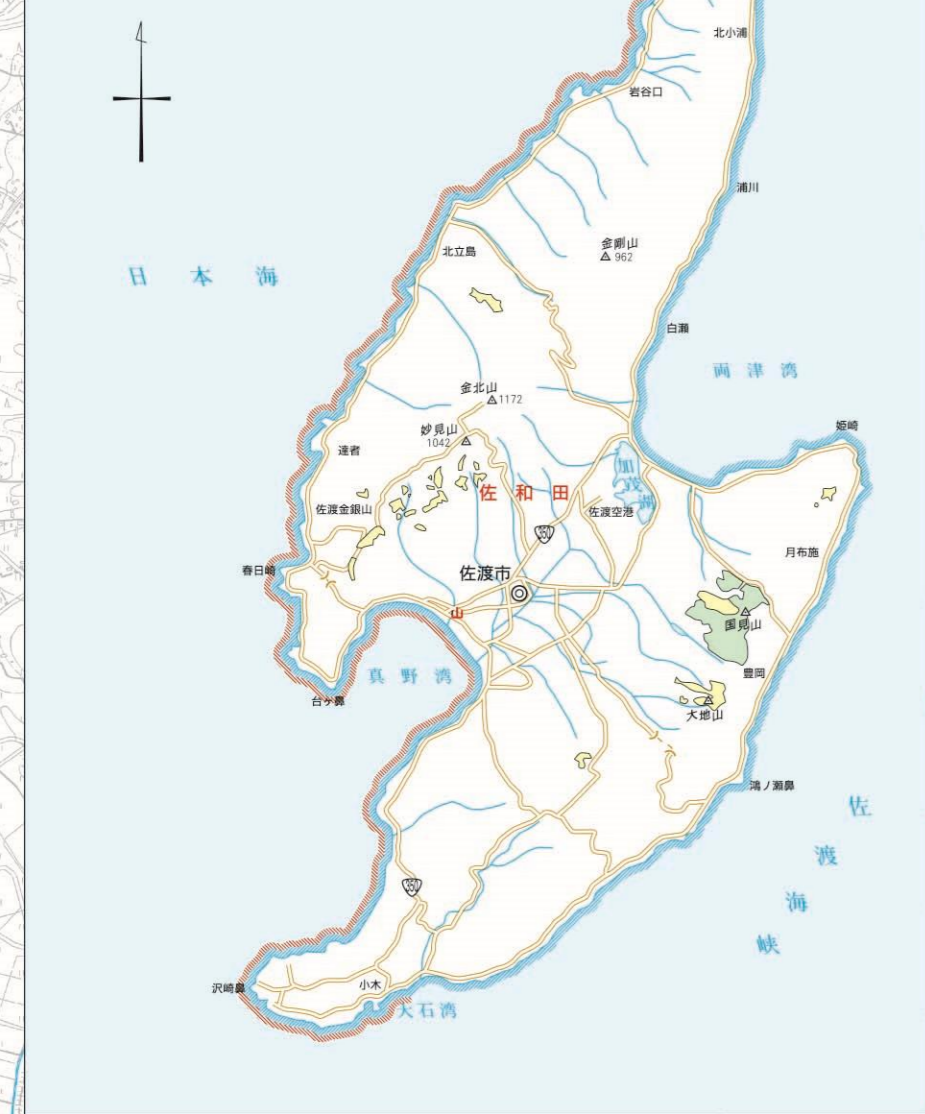 北小浦
岩谷口
浦川
金剛山
962
北立島
日本海
白瀬
両津湾
金北山
1172
妙見山
1042
姫崎
達者
加茂湖
佐和田
佐渡金銀山
佐渡空港
350
月布施
春日崎
佐渡市
山
国見山
真野湾
豊岡
台ケ鼻
大地山
鴻ノ瀬鼻
佐渡海峡
350
沢崎鼻
小木
大石湾